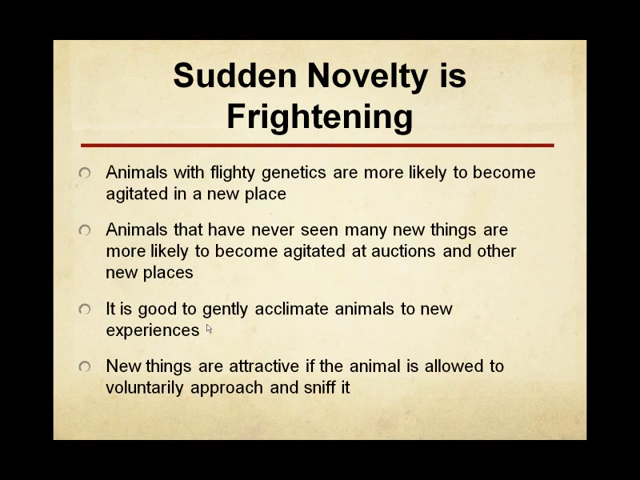 Sudden Novelty is
Frightening
Animals with flighty genetics are more likely to become
agitated in a new place
Animals that have never seen many new things are
more likely to become agitated at auctions and other
new places
It is good to gently acclimate animals to new
experiences
New things are attractive if the animal is allowed to
voluntarily approach and sniff it